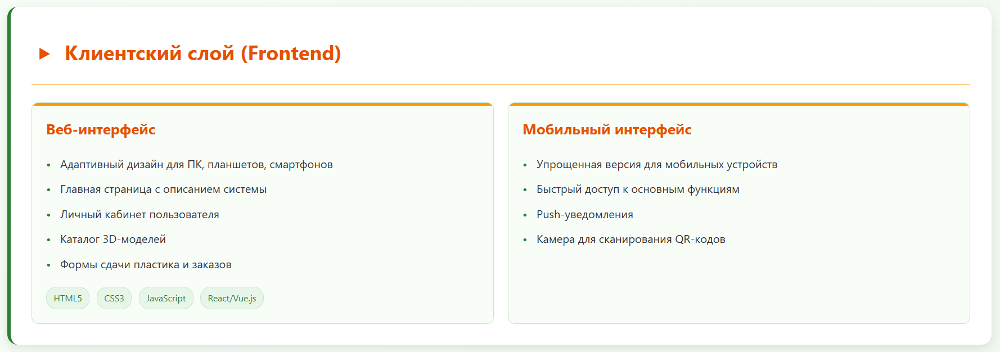 ▶ Клиентский слой (Frontend)
Веб-интерфейс
• Адаптивный дизайн для ПК, планшетов, смартфонов
• Главная страница с описанием системы
• Личный кабинет пользователя
• Каталог 3D-моделей
• Формы сдачи пластика и заказов
HTML5 CSS3 JavaScript React/Vue.js
Мобильный интерфейс
• Упрощенная версия для мобильных устройств
• Быстрый доступ к основным функциям
• Push-уведомления
• Камера для сканирования QR-кодов